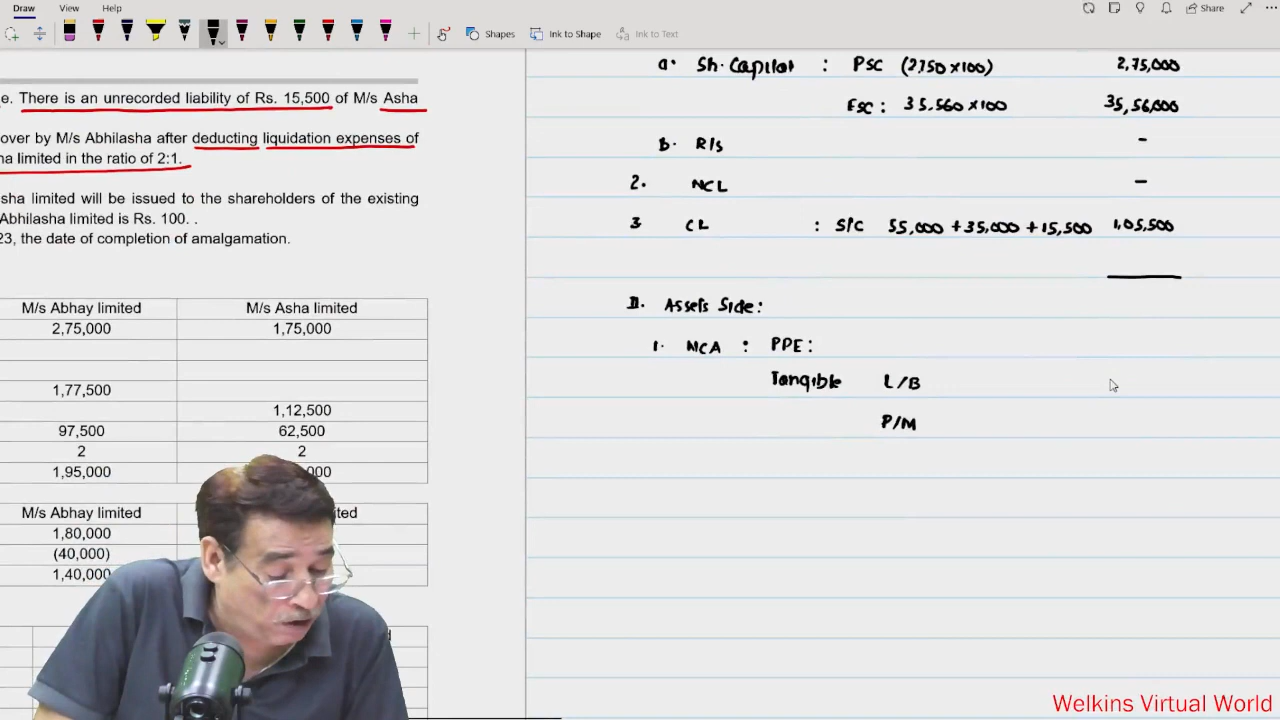 Draw View Help
Share
Shapes Ink to Shape Ink to Text
e. There is an unrecorded liability of Rs. 15,500 of M/s Asha
over by M/s Abhilasha after deducting liquidation expenses of
ha limited in the ratio of 2:1.
sha limited will be issued to the shareholders of the existing
Abhilasha limited is Rs. 100. .
23, the date of completion of amalgamation.
M/s Abhay limited M/s Asha limited
2,75,000 1,75,000
1,77,500
1,12,500
97,500 62,500
2 2
1,95,000
M/s Abhay limited
1,80,000
(40,000)
1,40,000
a. Sh. Capital : PSC (2750 x100) 2,75,000
ESC : 35.560 x100 35,56,000
b. R/s -
2. NCL -
3 CL : S/C 55,000 +35,000 +15,500 1,05,500
II. Assets Side:
1. NCA : PPE:
Tangible L/B
P/M
Welkins Virtual World